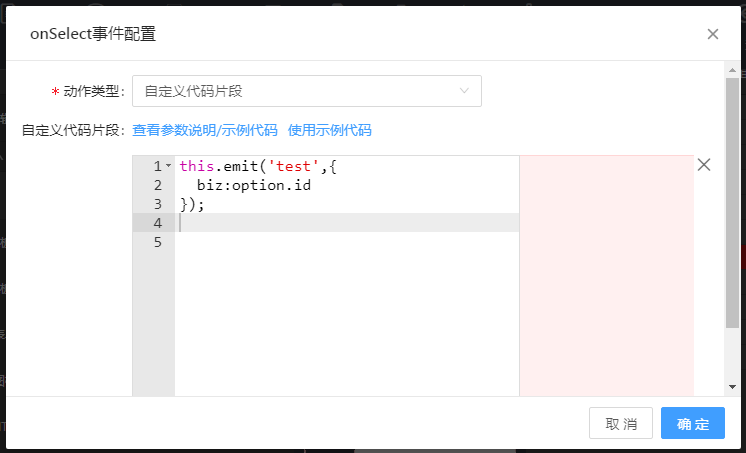 onSelect事件配置
* 动作类型: 自定义代码片段
自定义代码片段: 查看参数说明/示例代码 使用示例代码
1 this.emit('test',{
2 biz:option.id
3 });
4
5
取消 确定